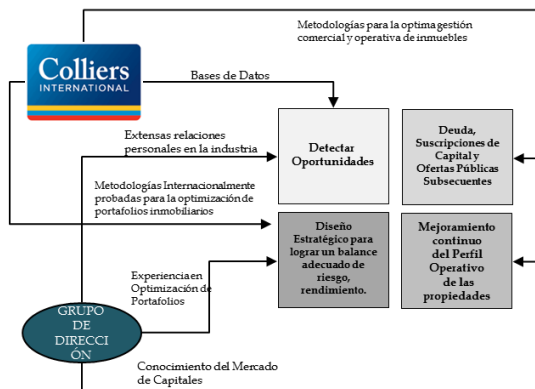 Metodologías para la optima gestión
comercial y operativa de inmuebles
Colliers
INTERNATIONAL
Bases de Datos
Extensas relaciones
personales en la industria
Detectar
Oportunidades
Deuda,
Suscripciones de
Capital y
Ofertas Públicas
Subsecuentes
Metodologías Internacionalmente
probadas para la optimización de
portafolios inmobiliarios
Diseño
Estratégico para
lograr un balance
adecuado de
riesgo,
rendimiento.
Mejoramiento
continuo
del Perfil
Operativo
de las
propiedades
Experiencia en
Optimización de
Portafolios
GRUPO
DE
DIRECCI
ÓN
Conocimiento del Mercado
de Capitales